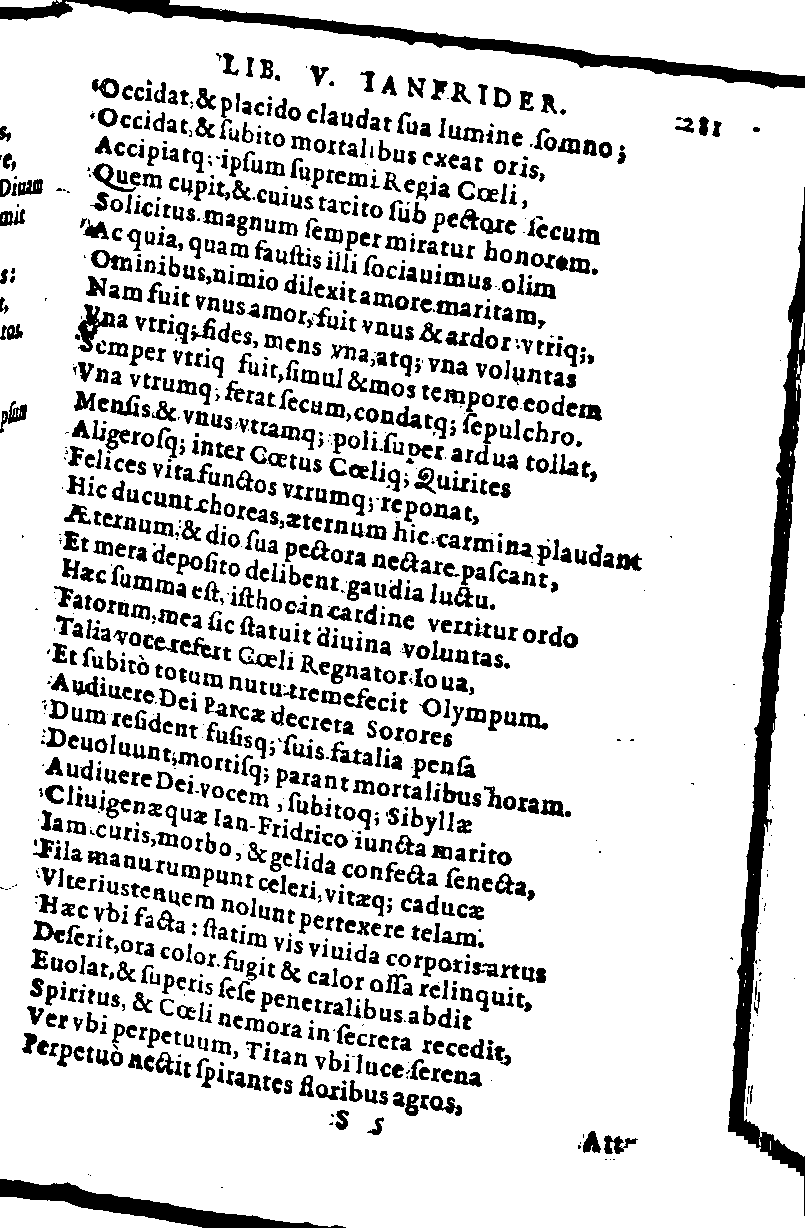 LIB. V. IANFRIDER. 281
Occidat,& placido claudat ſua lumine ſomno;
Occidat,& ſubito mortalibus exeat oris,
Accipiatq; ipſum ſupremi Regia Cœli,
Quem cupit,& cuius tacito ſub pectore ſecum
Solicitus magnum ſemper miratur honorem.
Ac quia, quam fauſtis illi ſociauimus olim
Ominibus,nimio dilexit amore maritam,
Nam fuit vnus amor, fuit vnus & ardor vtriq;,
Vna vtriq; fides, mens vna,atq; vna voluntas
Semper vtriq fuit,ſimul & mos tempore eodem
Vna vtrumq; ferat ſecum,condatq; ſepulchro.
Menſis & vnus vtramq; poli ſuper ardua tollat,
Aligeroſq; inter Cœtus Cœliq; Quirites
Felices vita functos vtrumq; reponat,
Hic ducunt choreas,æternum hic carmina plaudant
Æternum,& dio ſua pectora nectare paſcant,
Et mera depoſito delibent gaudia luctu.
Hæc ſumma eſt, iſthoc in cardine vertitur ordo
Fatorum,mea ſic ſtatuit diuina voluntas.
Talia voce refert Cœli Regnator Ioua,
Et ſubitò totum nutu tremefecit Olympum.
Audiuere Dei Parcæ decreta Sorores
Dum reſident fuſisq; ſuis fatalia penſa
Deuoluunt,mortiſq; parant mortalibus horam.
Audiuere Dei vocem , ſubitoq; Sibyllæ
Cliuigenæquæ Ian-Fridrico iuncta marito
Iam curis,morbo, & gelida confecta ſenecta,
Fila manu rumpunt celeri,vitæq; caducæ
Vlterius tenuem nolunt pertexere telam.
Hæc vbi facta : ſtatim vis viuida corporis artus
Deſerit,ora color fugit & calor oſſa relinquit,
Euolat,& ſuperis ſeſe penetralibus abdit
Spiritus, & Cœli nemora in ſecreta recedit,
Ver vbi perpetuum, Titan vbi luce ſerena
Perpetuò nectit ſpirantes floribus agros,
S s